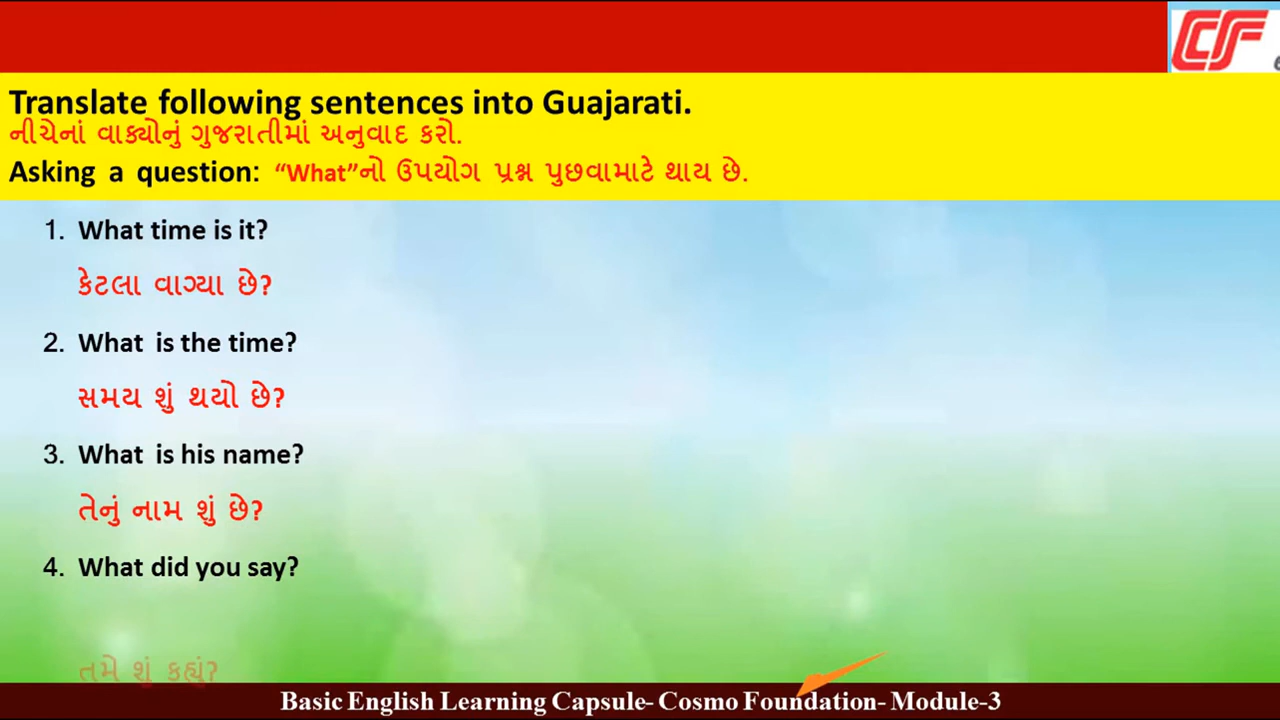 CF
Translate following sentences into Guajarati.
નીચેનાં વાક્યોનું ગુજરાતીમાં અનુવાદ કરો.
Asking a question: “What”નો ઉપયોગ પ્રશ્ન પુછવામાટે થાય છે.
1. What time is it?
કેટલા વાગ્યા છે?
2. What is the time?
સમય શું થયો છે?
3. What is his name?
તેનું નામ શું છે?
4. What did you say?
તમે શું કહ્યું?
Basic English Learning Capsule- Cosmo Foundation- Module-3